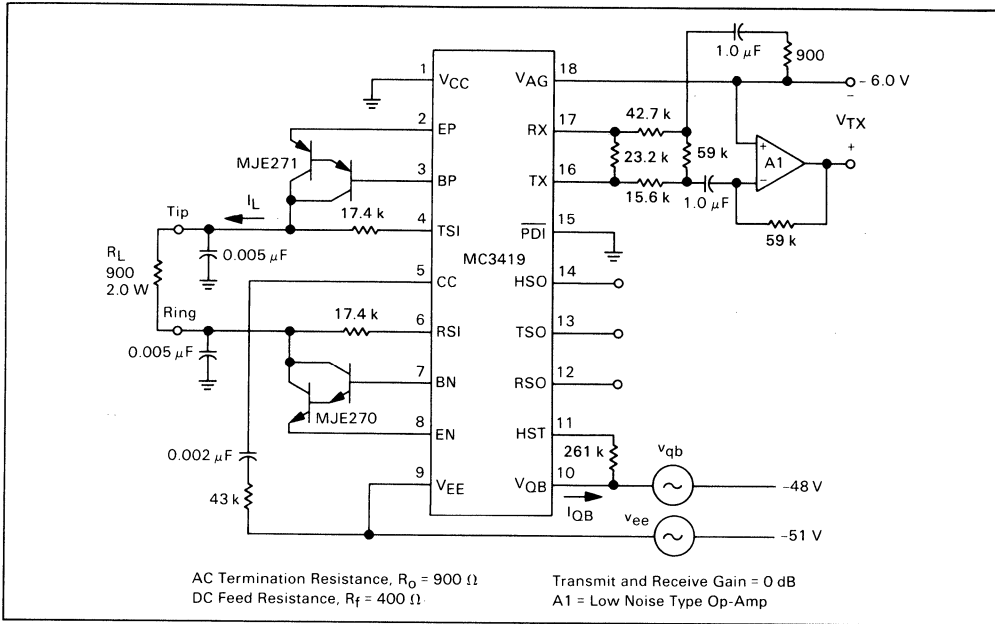 1.0 μF
900
1 VCC
VAG 18
– 6.0 V
–
VTX
+
2 EP
RX 17
42.7 k
MJE271
23.2 k
59 k
+
A1
–
3 BP
TX 16
15.6 k
1.0 μF
59 k
IL
Tip
17.4 k
4 TSI
PDI 15
0.005 μF
MC3419
RL
900
2.0 W
5 CC
HSO 14
Ring
17.4 k
6 RSI
TSO 13
0.005 μF
7 BN
RSO 12
MJE270
8 EN
HST 11
0.002 μF
261 k
vqb
9 VEE
VQB 10
–48 V
43 k
IQB
vee
–51 V
AC Termination Resistance, Ro = 900 Ω
DC Feed Resistance, Rf = 400 Ω
Transmit and Receive Gain = 0 dB
A1 = Low Noise Type Op-Amp